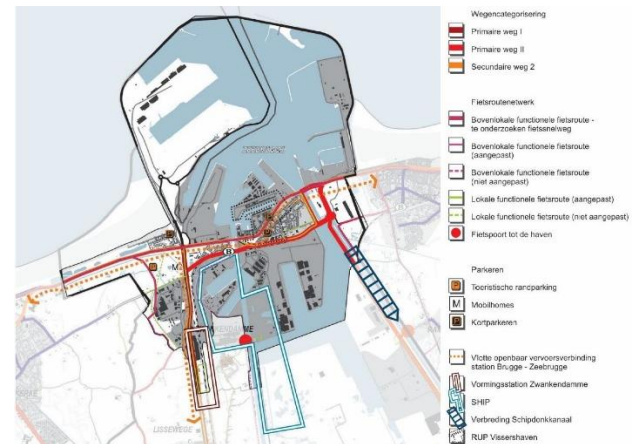 Wegencategorisering
Primaire weg I
Primaire weg II
Secundaire weg 2
Fietsroutenetwerk
Bovenlokale functionele fietsroute -
te onderzoeken fietssnelweg
Bovenlokale functionele fietsroute
(aangepast)
Bovenlokale functionele fietsroute
(niet aangepast)
Lokale functionele fietsroute (aangepast)
Lokale functionele fietsroute (niet aangepast)
Fietspoort tot de haven
Parkeren
Toeristische randparking
M Mobilhomes
Kortparkeren
Vlotte openbaar vervoersverbinding
station Brugge - Zeebrugge
Vormingsstation Zwankendamme
SHIP
Verbreding Schipdonkkanaal
RUP Vissershaven
M
LISSEWEGE